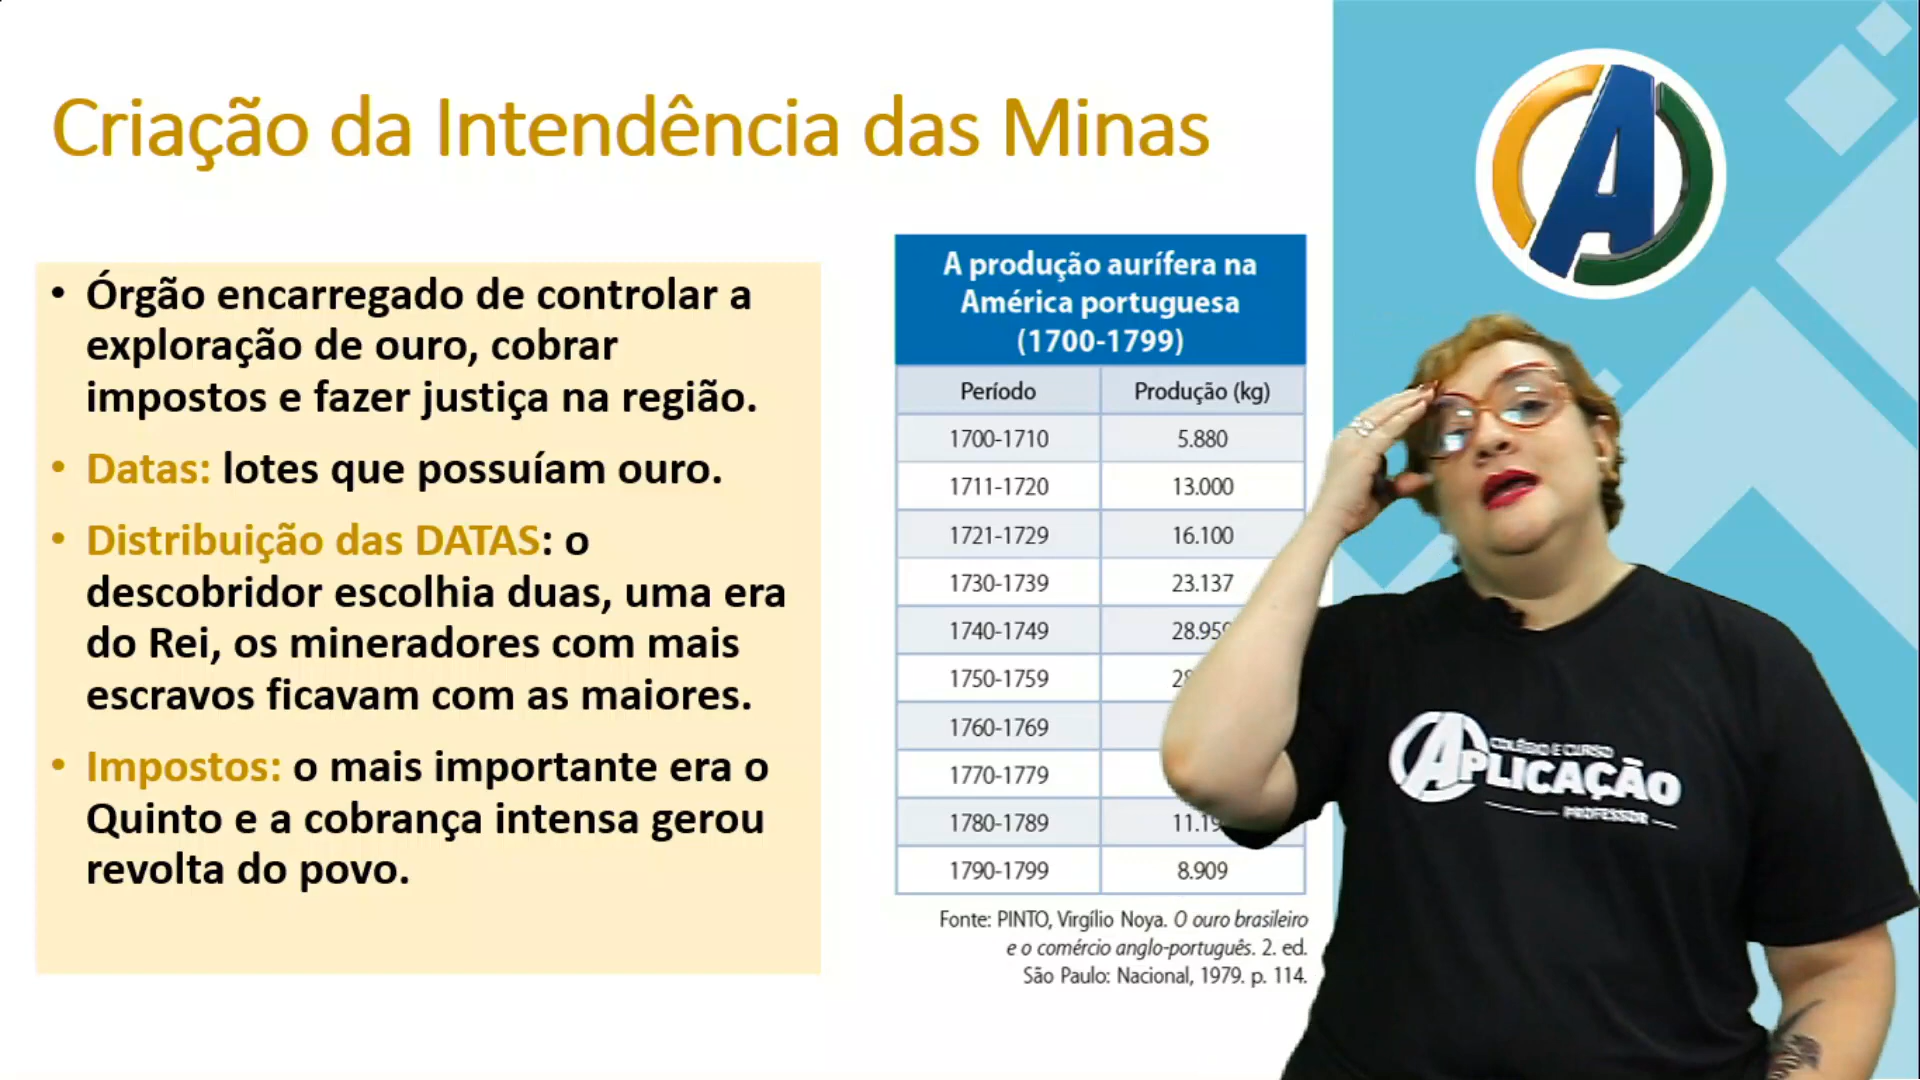 Criação da Intendência das Minas
• Órgão encarregado de controlar a
exploração de ouro, cobrar
impostos e fazer justiça na região.
• Datas: lotes que possuíam ouro.
• Distribuição das DATAS: o
descobridor escolhia duas, uma era
do Rei, os mineradores com mais
escravos ficavam com as maiores.
• Impostos: o mais importante era o
Quinto e a cobrança intensa gerou
revolta do povo.
A produção aurífera na
América portuguesa
(1700-1799)
Período Produção (kg)
1700-1710 5.880
1711-1720 13.000
1721-1729 16.100
1730-1739 23.137
1740-1749
1750-1759
1760-1769
1770-1779
1780-1789
1790-1799 8.909
Fonte: PINTO, Virgílio Noya. O ouro brasileiro
e o comércio anglo-português. 2. ed.
São Paulo: Nacional, 1979. p. 114.
A
COLÉGIO E CURSO
APLICAÇÃO
PROFESSOR